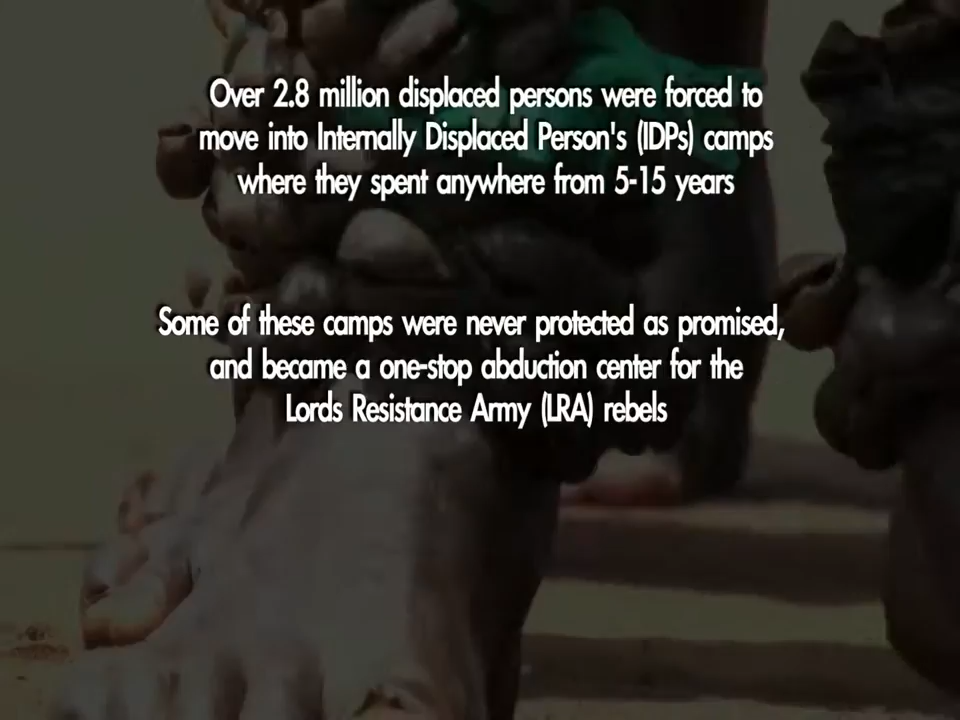 Over 2.8 million displaced persons were forced to
move into Internally Displaced Person's (IDPs) camps
where they spent anywhere from 5-15 years
Some of these camps were never protected as promised,
and became a one-stop abduction center for the
Lords Resistance Army (LRA) rebels